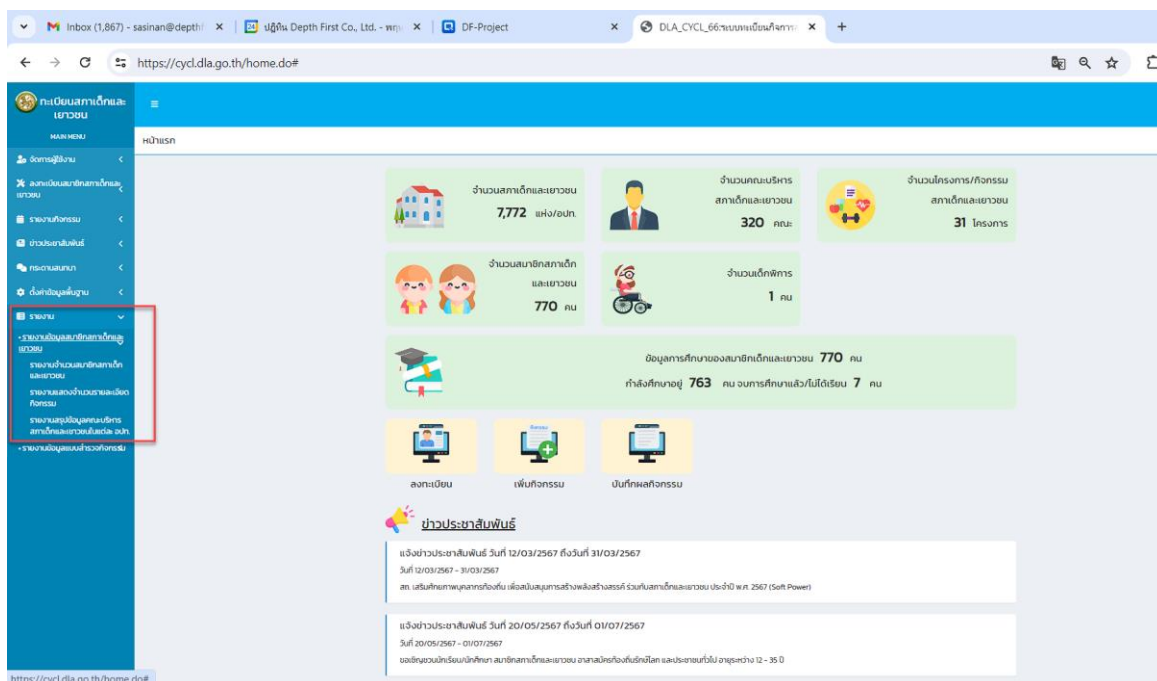 Inbox (1,867) - sasinan@depthf
ปฏิทิน Depth First Co., Ltd. - พฤษ
DF-Project
DLA_CYCL_66:ระบบทะเบียนกิจการ
https://cycl.dla.go.th/home.do#
ทะเบียนสภาเด็กและ
เยาวชน
MAIN MENU
จัดการผู้ใช้งาน
ลงทะเบียนสมาชิกสภาเด็กและ
เยาวชน
รายงานกิจกรรม
ข่าวประชาสัมพันธ์
กระดานสนทนา
ตั้งค่าข้อมูลพื้นฐาน
รายงาน
รายงานข้อมูลสมาชิกสภาเด็กและ
เยาวชน
รายงานจำนวนสมาชิกสภาเด็ก
และเยาวชน
รายงานแสดงจำนวนรายละเอียด
กิจกรรม
รายงานสรุปข้อมูลคณะบริหาร
สภาเด็กและเยาวชนในแต่ละ อปท.
รายงานข้อมูลแบบสำรวจกิจกรรม
หน้าแรก
จำนวนสภาเด็กและเยาวชน
7,772 แห่ง/อปท.
จำนวนคณะบริหาร
สภาเด็กและเยาวชน
320 คณะ
จำนวนโครงการ/กิจกรรม
สภาเด็กและเยาวชน
31 โครงการ
จำนวนสมาชิกสภาเด็ก
และเยาวชน
770 คน
จำนวนเด็กพิการ
1 คน
ข้อมูลการศึกษาของสมาชิกเด็กและเยาวชน 770 คน
กำลังศึกษาอยู่ 763 คน จบการศึกษาแล้ว/ไม่ได้เรียน 7 คน
ลงทะเบียน
เพิ่มกิจกรรม
บันทึกผลกิจกรรม
ข่าวประชาสัมพันธ์
แจ้งข่าวประชาสัมพันธ์ วันที่ 12/03/2567 ถึงวันที่ 31/03/2567
วันที่ 12/03/2567 - 31/03/2567
สถ. เสริมศักยภาพบุคลากรท้องถิ่น เพื่อสนับสนุนการสร้างพลังสร้างสรรค์ ร่วมกับสภาเด็กและเยาวชน ประจำปี พ.ศ. 2567 (Soft Power)
แจ้งข่าวประชาสัมพันธ์ วันที่ 20/05/2567 ถึงวันที่ 01/07/2567
วันที่ 20/05/2567 - 01/07/2567
ขอเชิญชวนนักเรียน/นักศึกษา สมาชิกสภาเด็กและเยาวชน อาสาสมัครท้องถิ่นรักษ์โลก และประชาชนทั่วไป อายุระหว่าง 12 - 35 ปี
https://cycl.dla.go.th/home.do#